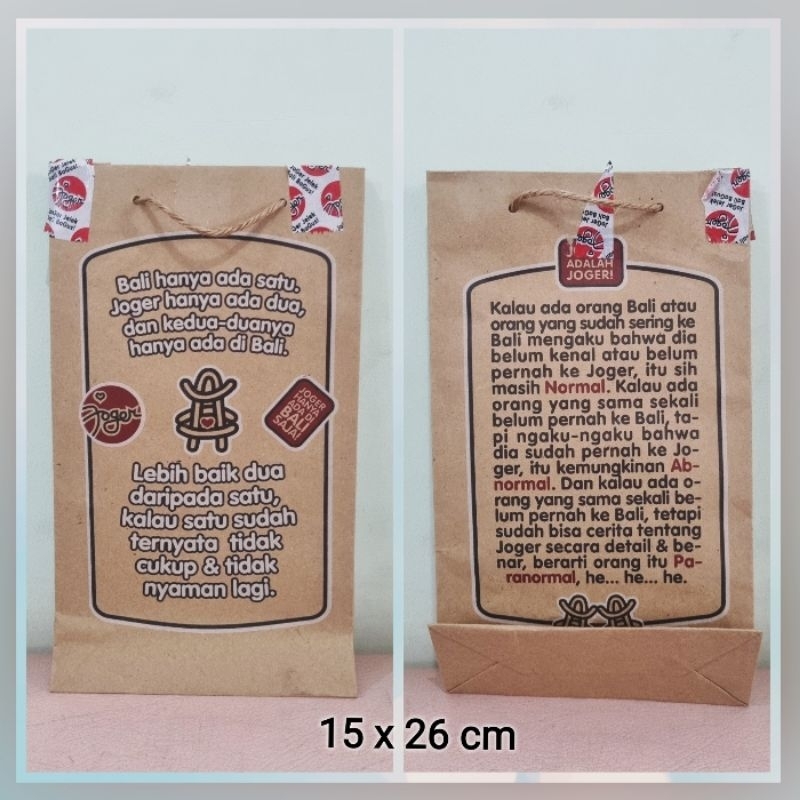 Bali hanya ada satu.
Joger hanya ada dua,
dan kedua-duanya
hanya ada di Bali.
Joger
JOGER
HANYA
ADA DI
BALI
SAJA!
Lebih baik dua
daripada satu,
kalau satu sudah
ternyata tidak
cukup & tidak
nyaman lagi.
ADALAH
JOGER!
Kalau ada orang Bali atau
orang yang sudah sering ke
Bali mengaku bahwa dia
belum kenal atau belum
pernah ke Joger, itu sih
masih Normal. Kalau ada
orang yang sama sekali
belum pernah ke Bali, ta-
pi ngaku-ngaku bahwa
dia sudah pernah ke Jo-
ger, itu kemungkinan Ab-
normal. Dan kalau ada o-
rang yang sama sekali be-
lum pernah ke Bali, tetapi
sudah bisa cerita tentang
Joger secara detail & be-
nar, berarti orang itu Pa-
ranormal, he... he... he.
15 x 26 cm